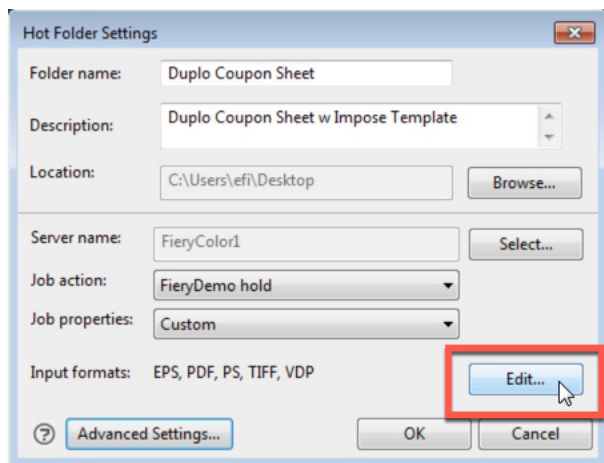 Hot Folder Settings
Folder name: Duplo Coupon Sheet
Description: Duplo Coupon Sheet w Impose Template
Location: C:\Users\efi\Desktop Browse...
Server name: FieryColor1 Select...
Job action: FieryDemo hold
Job properties: Custom
Input formats: EPS, PDF, PS, TIFF, VDP Edit...
? Advanced Settings... OK Cancel